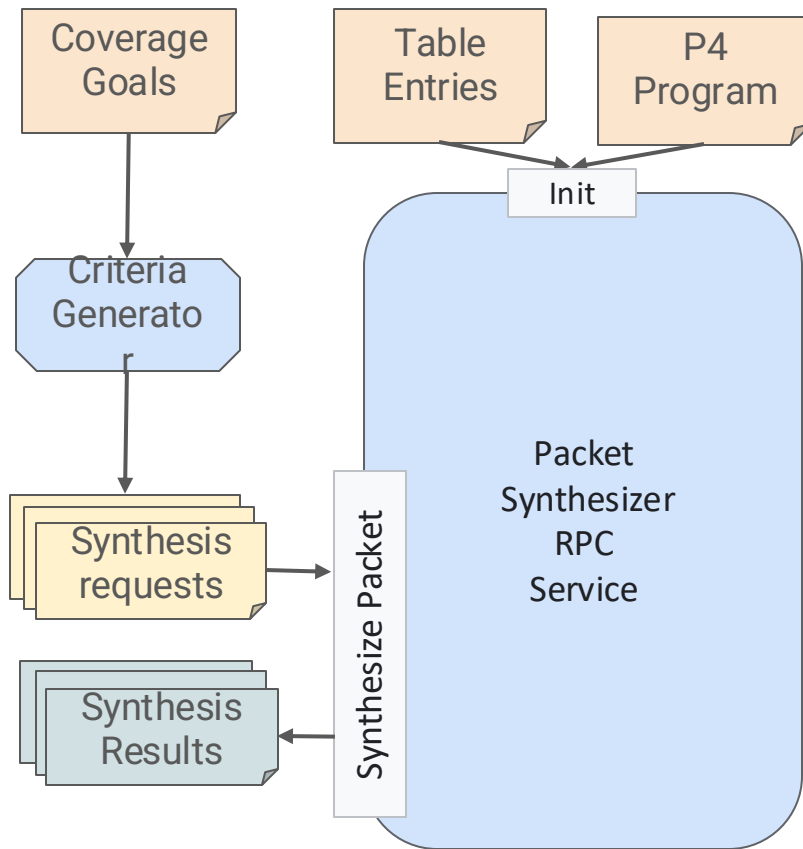 Coverage
Goals
Table
Entries
P4
Program
Init
Criteria
Generato
r
Packet
Synthesizer
RPC
Service
Synthesis
requests
Synthesize Packet
Synthesis
Results